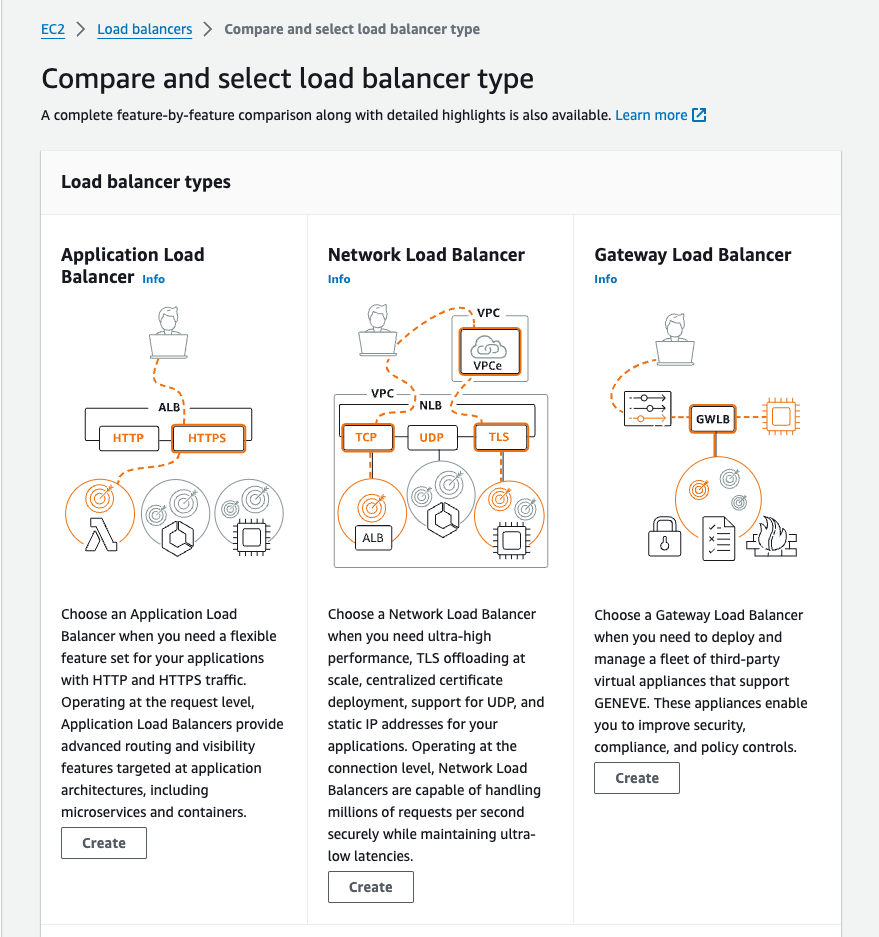 EC2 > Load balancers > Compare and select load balancer type
Compare and select load balancer type
A complete feature-by-feature comparison along with detailed highlights is also available. Learn more
Load balancer types
Application Load
Balancer Info
ALB
HTTP
HTTPS
Choose an Application Load
Balancer when you need a flexible
feature set for your applications
with HTTP and HTTPS traffic.
Operating at the request level,
Application Load Balancers provide
advanced routing and visibility
features targeted at application
architectures, including
microservices and containers.
Create
Network Load Balancer
Info
VPC
VPCe
VPC
NLB
TCP
UDP
TLS
ALB
Choose a Network Load Balancer
when you need ultra-high
performance, TLS offloading at
scale, centralized certificate
deployment, support for UDP, and
static IP addresses for your
applications. Operating at the
connection level, Network Load
Balancers are capable of handling
millions of requests per second
securely while maintaining ultra-
low latencies.
Create
Gateway Load Balancer
Info
GWLB
Choose a Gateway Load Balancer
when you need to deploy and
manage a fleet of third-party
virtual appliances that support
GENEVE. These appliances enable
you to improve security,
compliance, and policy controls.
Create